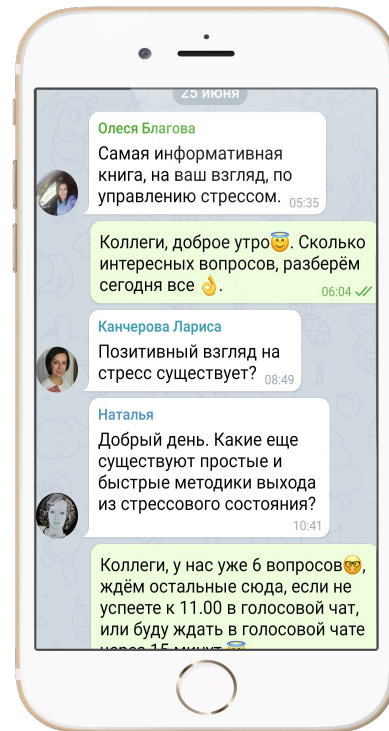 25 июня
Олеся Благова
Самая информативная
книга, на ваш взгляд, по
управлению стрессом. 05:35
Коллеги, доброе утро😇. Сколько
интересных вопросов, разберём
сегодня все 👌.
06:04
Канчерова Лариса
Позитивный взгляд на
стресс существует? 08:49
Наталья
Добрый день. Какие еще
существуют простые и
быстрые методики выхода
из стрессового состояния?
10:41
Коллеги, у нас уже 6 вопросов🤓,
ждём остальные сюда, если не
успеете к 11.00 в голосовой чат,
или буду ждать в голосовой чате
через 15 минут 😇